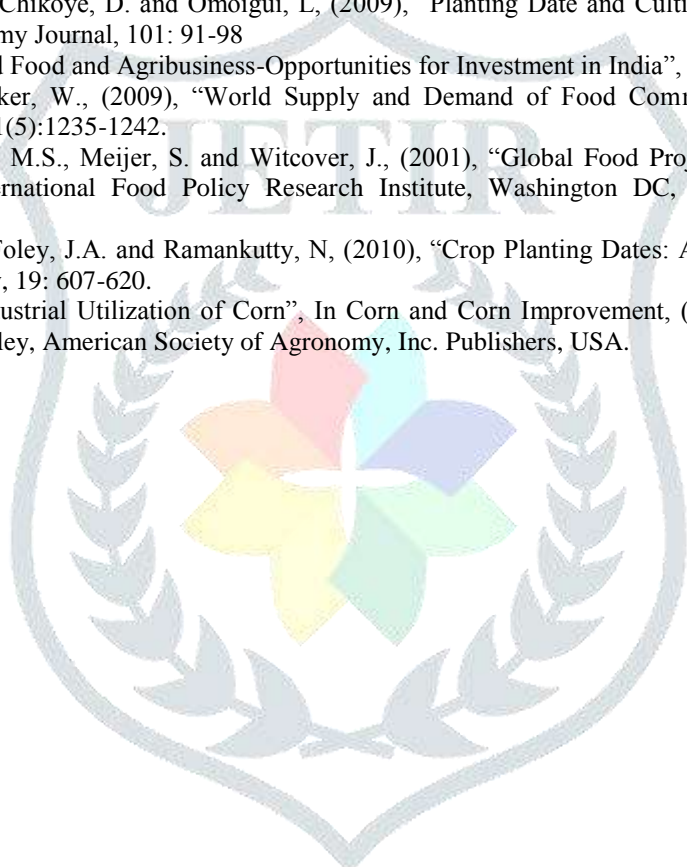 Chikoye, D. and Omoigui, L, (2009), “Planting Date and Culti
my Journal, 101: 91-98
d Food and Agribusiness-Opportunities for Investment in India”,
ker, W., (2009), “World Supply and Demand of Food Comm
1(5):1235-1242.
M.S., Meijer, S. and Witcover, J., (2001), “Global Food Proj
ernational Food Policy Research Institute, Washington DC,
Foley, J.A. and Ramankutty, N, (2010), “Crop Planting Dates: A
y, 19: 607-620.
ustrial Utilization of Corn”, In Corn and Corn Improvement, (
ley, American Society of Agronomy, Inc. Publishers, USA.
JETIR